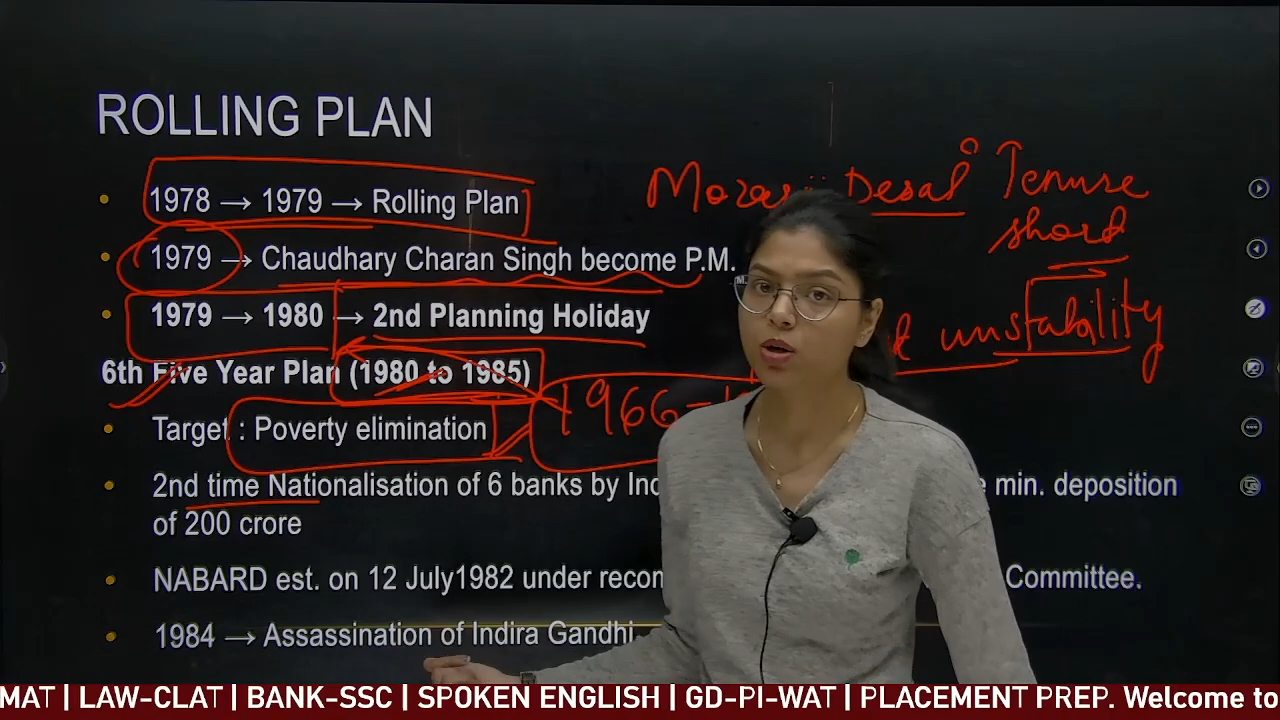 ROLLING PLAN
1978 → 1979 → Rolling Plan
Desai Tenure
short
1979 → Chaudhary Charan Singh become P.M.
1979 → 1980 → 2nd Planning Holiday
unstability
6th Five Year Plan (1980 to 1985)
1966-1
Target : Poverty elimination
2nd time Nationalisation of 6 banks by min. deposition
of 200 crore
NABARD est. on 12 July1982 under Committee.
1984 → Assassination of Indira Gandhi
MAT | LAW-CLAT | BANK-SSC | SPOKEN ENGLISH | GD-PI-WAT | PLACEMENT PREP. Welcome to